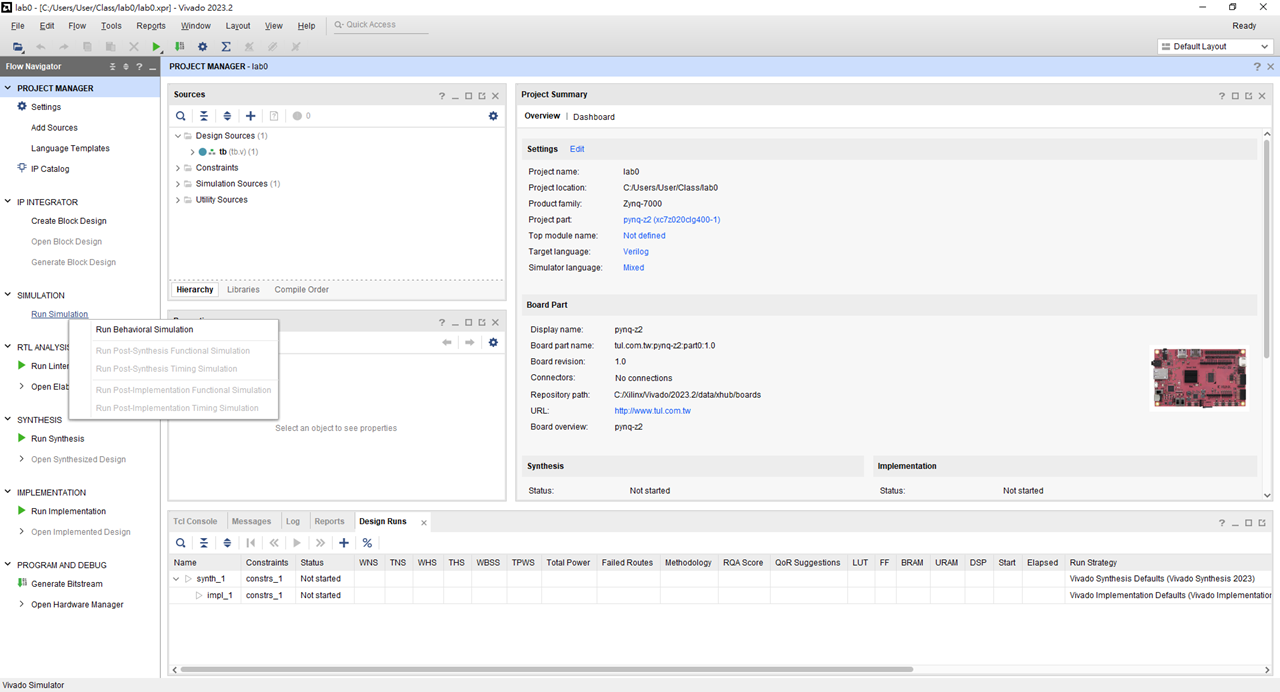 lab0 - [C:/Users/User/Class/lab0/lab0.xpr] - Vivado 2023.2
File Edit Flow Tools Reports Window Layout View Help Quick Access Ready
Default Layout
Flow Navigator
PROJECT MANAGER
Settings
Add Sources
Language Templates
IP Catalog
IP INTEGRATOR
Create Block Design
Open Block Design
Generate Block Design
SIMULATION
Run Simulation
Run Behavioral Simulation
Run Post-Synthesis Functional Simulation
Run Post-Synthesis Timing Simulation
Run Post-Implementation Functional Simulation
Run Post-Implementation Timing Simulation
RTL ANALYSIS
Run Linter
Open Elab
SYNTHESIS
Run Synthesis
Open Synthesized Design
IMPLEMENTATION
Run Implementation
Open Implemented Design
PROGRAM AND DEBUG
Generate Bitstream
Open Hardware Manager
PROJECT MANAGER - lab0
Sources
0
Design Sources (1)
tb (tb.v) (1)
Constraints
Simulation Sources (1)
Utility Sources
Hierarchy Libraries Compile Order
Select an object to see properties
Project Summary
Overview | Dashboard
Settings Edit
Project name: lab0
Project location: C:/Users/User/Class/lab0
Product family: Zynq-7000
Project part: pynq-z2 (xc7z020clg400-1)
Top module name: Not defined
Target language: Verilog
Simulator language: Mixed
Board Part
Display name: pynq-z2
Board part name: tul.com.tw:pynq-z2:part0:1.0
Board revision: 1.0
Connectors: No connections
Repository path: C:/Xilinx/Vivado/2023.2/data/xhub/boards
URL: http://www.tul.com.tw
Board overview: pynq-z2
Synthesis Implementation
Status: Not started Status: Not started
Tcl Console Messages Log Reports Design Runs
Name Constraints Status WNS TNS WHS THS WBSS TPWS Total Power Failed Routes Methodology RQA Score QoR Suggestions LUT FF BRAM URAM DSP Start Elapsed Run Strategy
synth_1 constrs_1 Not started Vivado Synthesis Defaults (Vivado Synthesis 2023)
impl_1 constrs_1 Not started Vivado Implementation Defaults (Vivado Implementation
Vivado Simulator